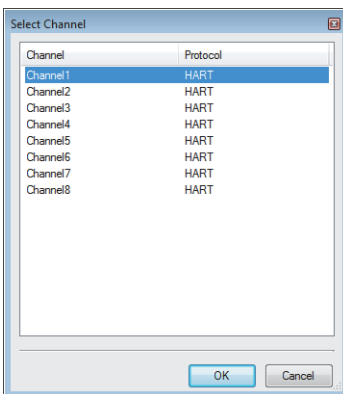 Select Channel
Channel Protocol
Channel1 HART
Channel2 HART
Channel3 HART
Channel4 HART
Channel5 HART
Channel6 HART
Channel7 HART
Channel8 HART
OK Cancel